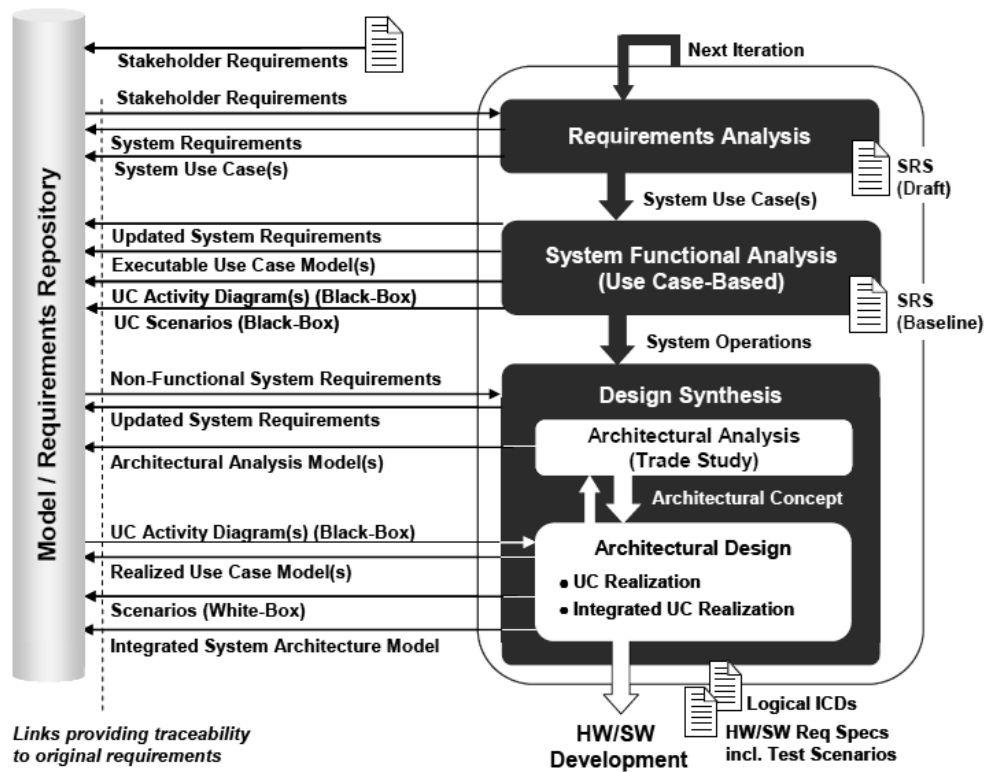 Stakeholder Requirements
Next Iteration
Stakeholder Requirements
System Requirements
System Use Case(s)
Requirements Analysis
SRS
(Draft)
System Use Case(s)
Updated System Requirements
Executable Use Case Model(s)
UC Activity Diagram(s) (Black-Box)
UC Scenarios (Black-Box)
System Functional Analysis
(Use Case-Based)
SRS
(Baseline)
System Operations
Model / Requirements Repository
Non-Functional System Requirements
Updated System Requirements
Architectural Analysis Model(s)
Design Synthesis
Architectural Analysis
(Trade Study)
Architectural Concept
UC Activity Diagram(s) (Black-Box)
Realized Use Case Model(s)
Scenarios (White-Box)
Integrated System Architecture Model
Architectural Design
• UC Realization
• Integrated UC Realization
Links providing traceability
to original requirements
HW/SW
Development
Logical ICDs
HW/SW Req Specs
incl. Test Scenarios